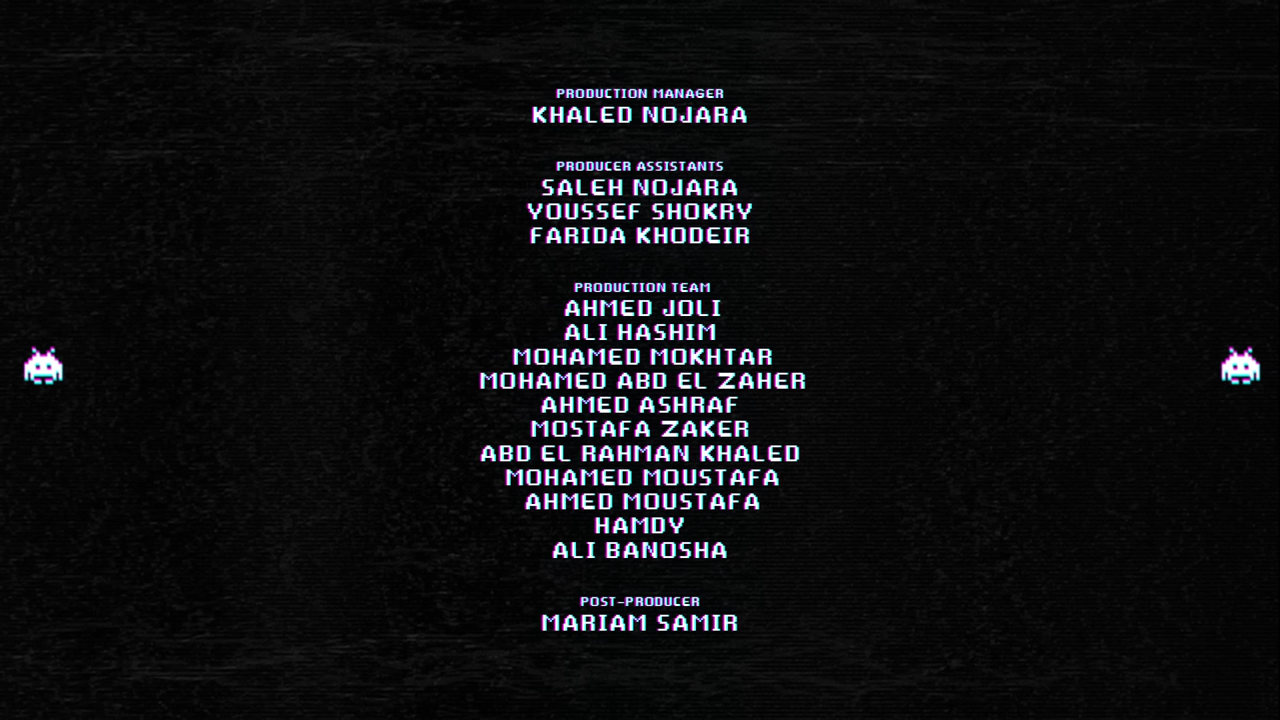 PRODUCTION MANAGER
KHALED NOJARA
PRODUCER ASSISTANTS
SALEH NOJARA
YOUSSEF SHOKRY
FARIDA KHODEIR
PRODUCTION TEAM
AHMED JOLI
ALI HASHIM
MOHAMED MOKHTAR
MOHAMED ABD EL ZAHER
AHMED ASHRAF
MOSTAFA ZAKER
ABD EL RAHMAN KHALED
MOHAMED MOUSTAFA
AHMED MOUSTAFA
HAMDY
ALI BANOSHA
POST-PRODUCER
MARIAM SAMIR